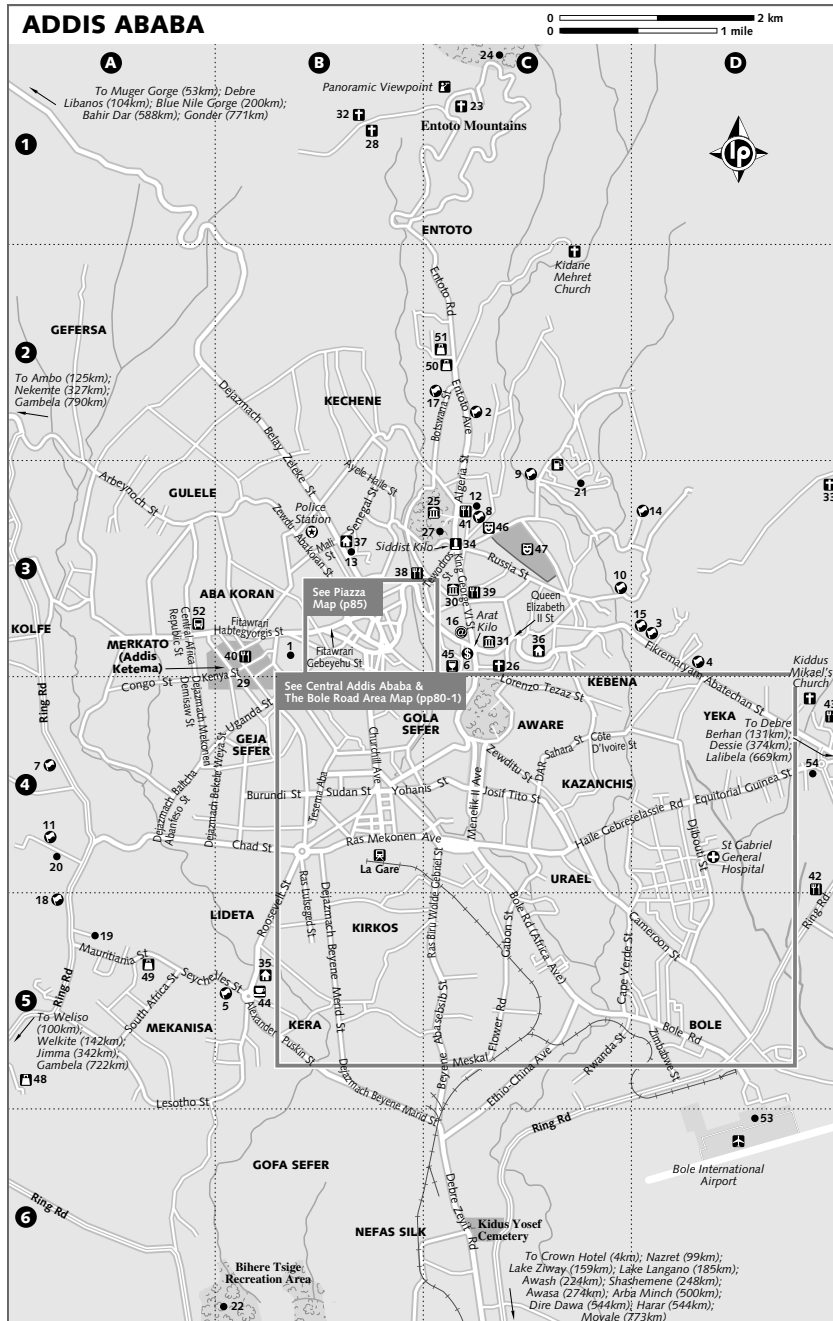 ADDIS ABABA
0 2 km
0 1 mile
A
B
C
D
To Muger Gorge (53km); Debre
Libanos (104km); Blue Nile Gorge (200km);
Bahir Dar (588km); Gonder (771km)
24
Panoramic Viewpoint
32
23
28
Entoto Mountains
1
lp
ENTOTO
Kidane
Mehret
Church
Entoto Rd
GEFERSA
2
To Ambo (125km);
Nekemte (327km);
Gambela (790km)
51
50
17
2
Entoto Ave
Botswana St
KECHENE
Dejazmach Belay Zeleke St
Ayele Haile St
Arbeynoch St
GULELE
Algeria St
9
21
33
14
25
12
8
41
46
27
Siddist Kilo
34
47
Police
Station
Senegal St
Mali St
37
13
Zewdu Abakoran St
3
38
Tewodros St
King George VI St
Russia St
10
See Piazza
Map (p85)
30
39
Queen
Elizabeth
II St
ABA KORAN
52
Central Africa
Republic St
Fitawrari
Habtegyorgis St
KOLFE
MERKATO
(Addis
Ketema)
40
1
Fitawrari
Gebeyehu St
16
Arat
Kilo
31
36
15
3
45
6
26
4
Fikremaryam Abatechan St
Kenya St
29
Congo St
Dejazmach Mekonen
Demisaw St
Ring Rd
See Central Addis Ababa &
The Bole Road Area Map (pp80-1)
Lorenzo Tezaz St
KEBENA
Kiddus
Mikael's
Church
43
YEKA
To Debre
Berhan (131km);
Dessie (374km);
Lalibela (669km)
54
Uganda St
GEJA
SEFER
GOLA
SEFER
AWARE
Churchill Ave
Zewditu St
DAR Sahara St
Côte
D'Ivoire St
KAZANCHIS
7
4
Dejazmach Bekele Weya St
Dejazmach Baltcha
Abanfeso St
Burundi St
Tesema Aba
Sudan St
Yohanis St
Menelik II Ave
Josif Tito St
Haile Gebreselassie Rd
Equitorial Guinea St
Djibouti St
11
20
Chad St
Ras Mekonen Ave
La Gare
St Gabriel
General
Hospital
42
18
URAEL
Ring Rd
LIDETA
Roosevelt St
Ras Lulseged St
Dejazmach Beyene Merid St
KIRKOS
Ras Biru Wolde Gebriel St
Gabon St
Bole Rd (Africa Ave)
Cameroon St
Cape Verde St
19
Mauritiania St
49
Seychelles St
South Africa St
35
44
5
5
Ring Rd
To Weliso
(100km);
Welkite (142km);
Jimma (342km);
Gambela (722km)
48
MEKANISA
Alexander Puskin St
KERA
Beyene Abasebsib St
Meskal Flower Rd
Ethio-China Ave
Rwanda St
Zimbabwe St
Bole Rd
BOLE
Lesotho St
Dejazmach Beyene Marid St
Ring Rd
53
Bole International
Airport
GOFA SEFER
6
Ring Rd
NEFAS SILK
Debre Zeyit Rd
Kidus Yosef
Cemetery
Bihere Tsige
Recreation Area
22
To Crown Hotel (4km); Nazret (99km);
Lake Ziway (159km); Lake Langano (185km);
Awash (224km); Shashemene (248km);
Awasa (274km); Arba Minch (500km);
Dire Dawa (544km); Harar (544km);
Moyale (773km)